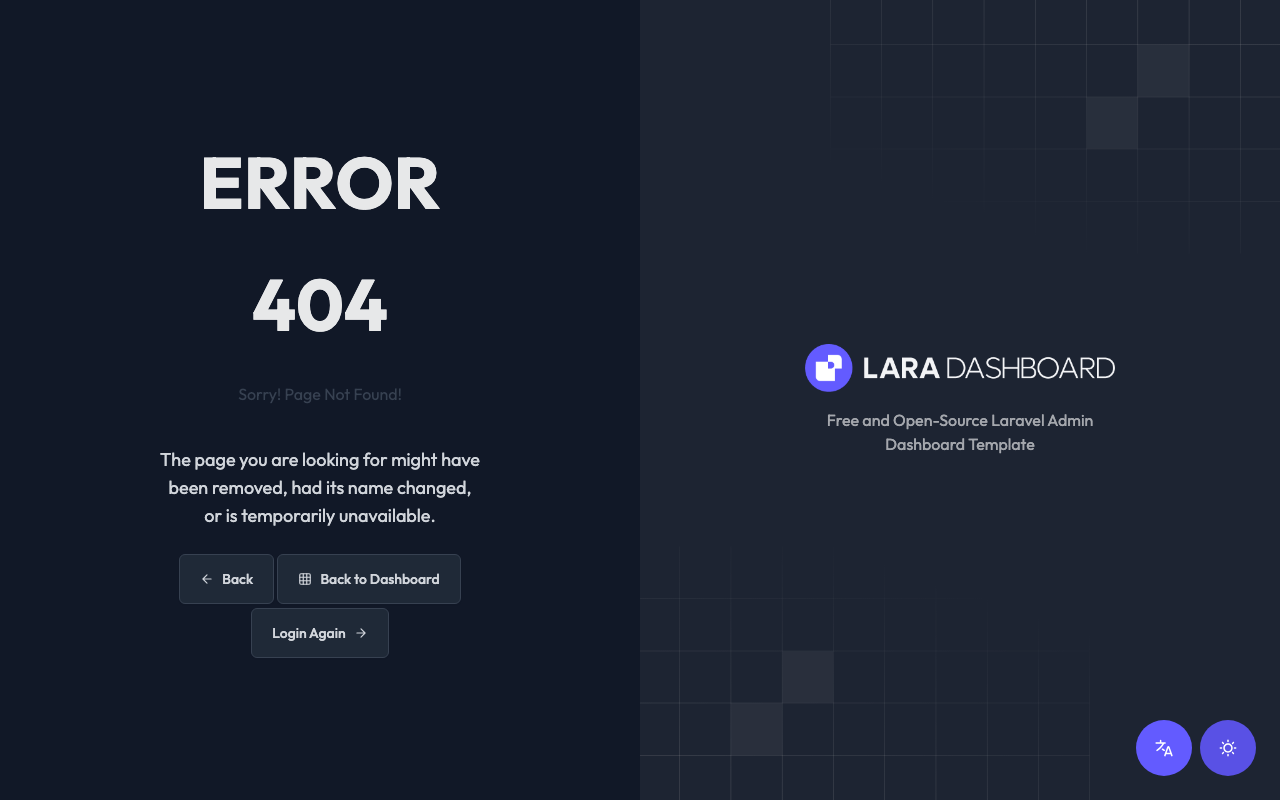 ERROR
404
Sorry! Page Not Found!
The page you are looking for might have
been removed, had its name changed,
or is temporarily unavailable.
Back
Back to Dashboard
Login Again
LARA DASHBOARD
Free and Open-Source Laravel Admin
Dashboard Template